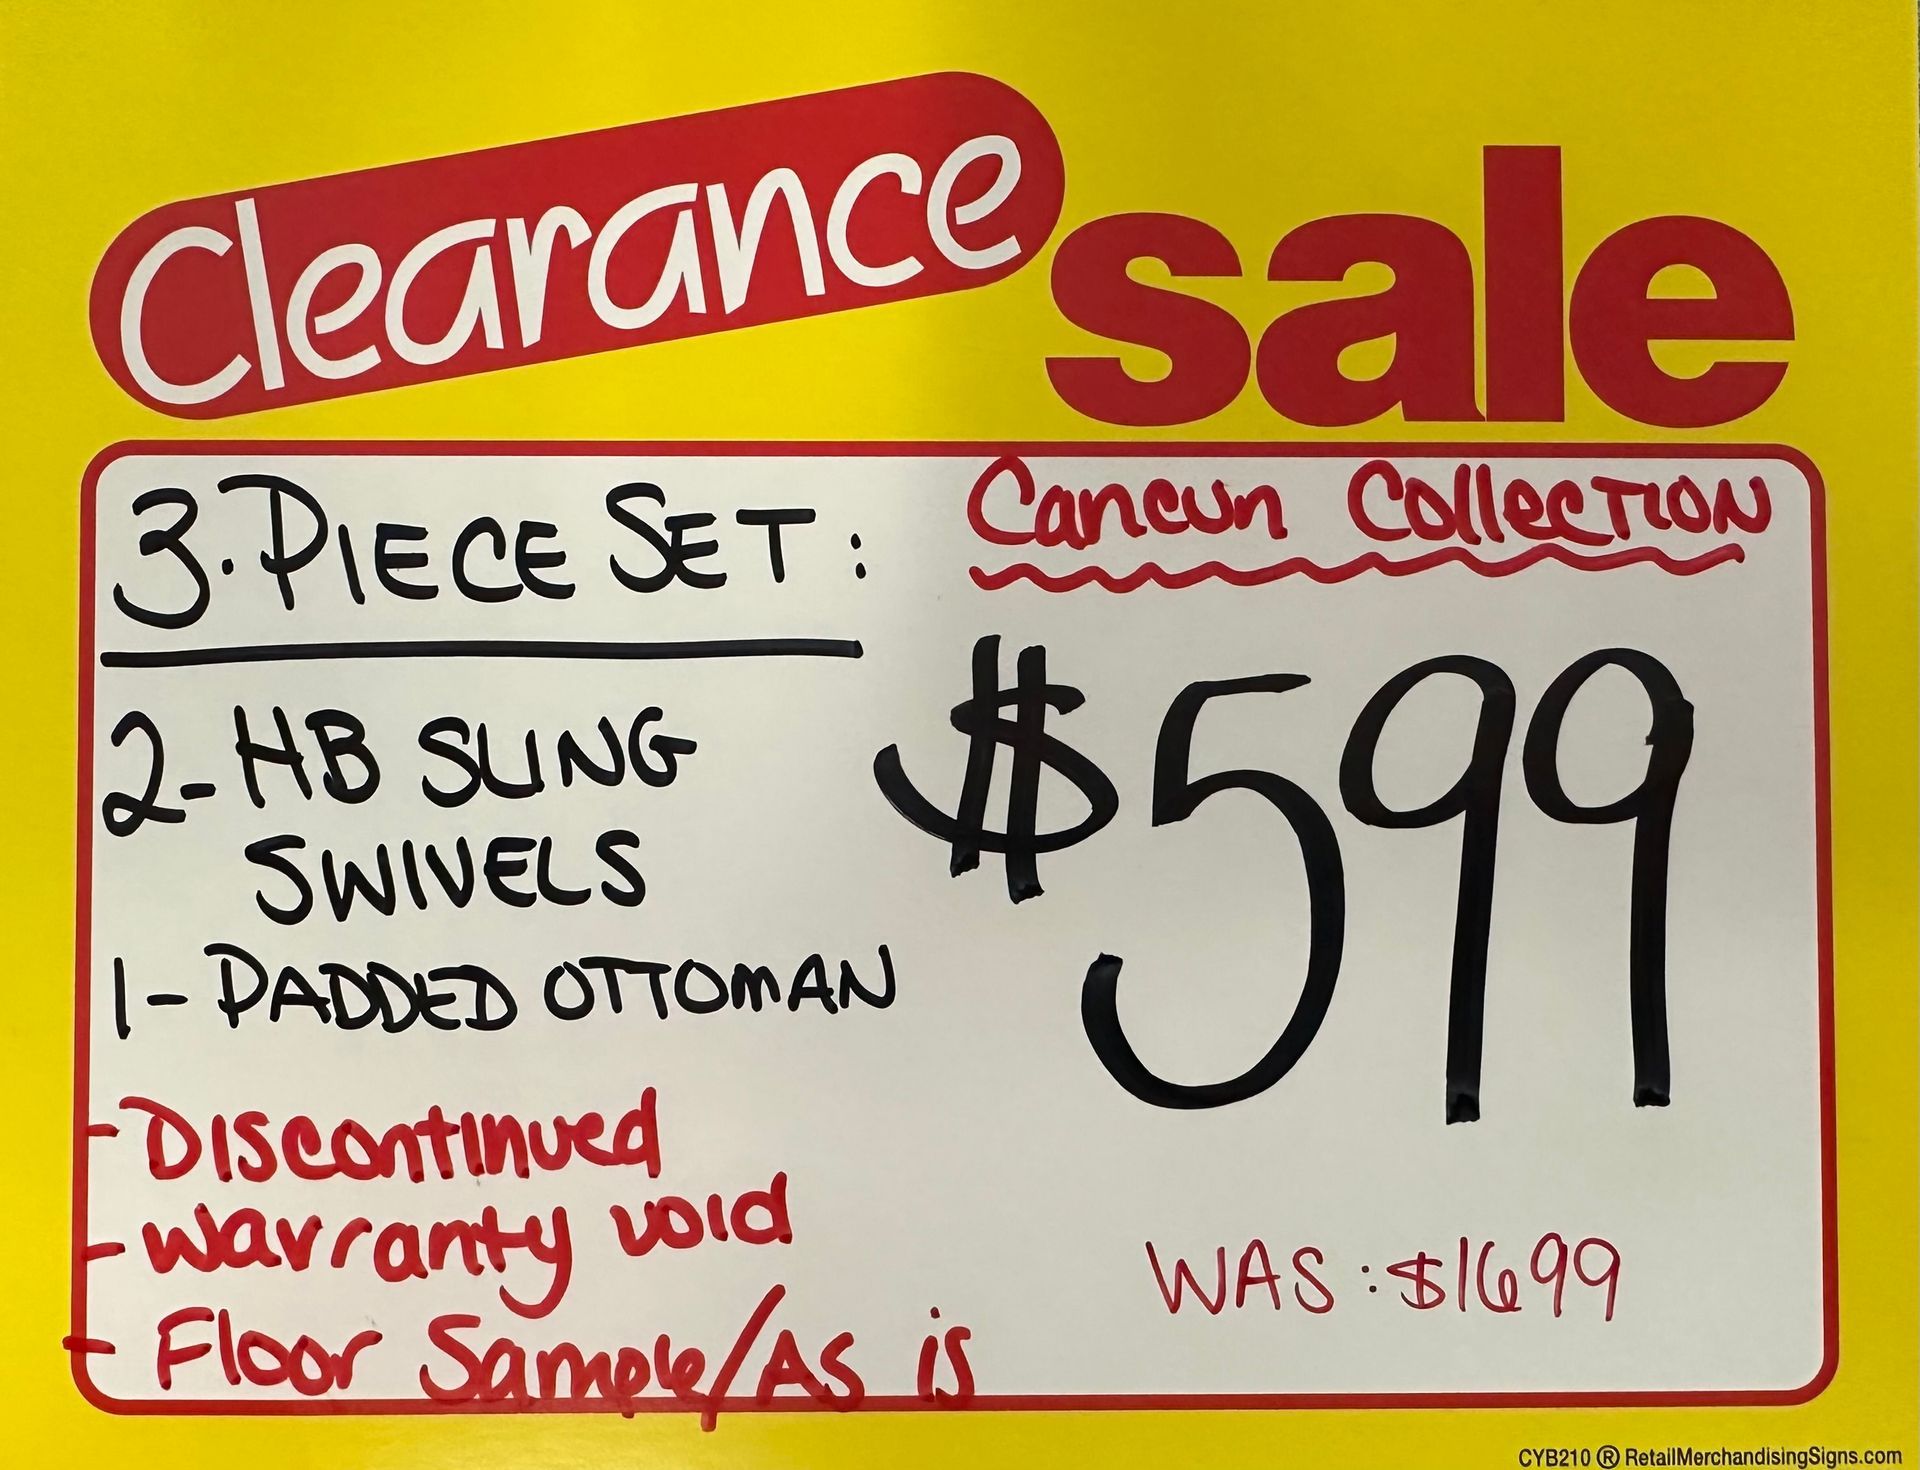 Clearance sale
3-PIECE SET:
Cancun Collection
2-HB SLING
SWIVELS
1-PADDED OTTOMAN
$599
-Discontinued
-Warranty void
-Floor Sample/As is
WAS: $1699
CYB210 ® RetailMerchandisingSigns.com